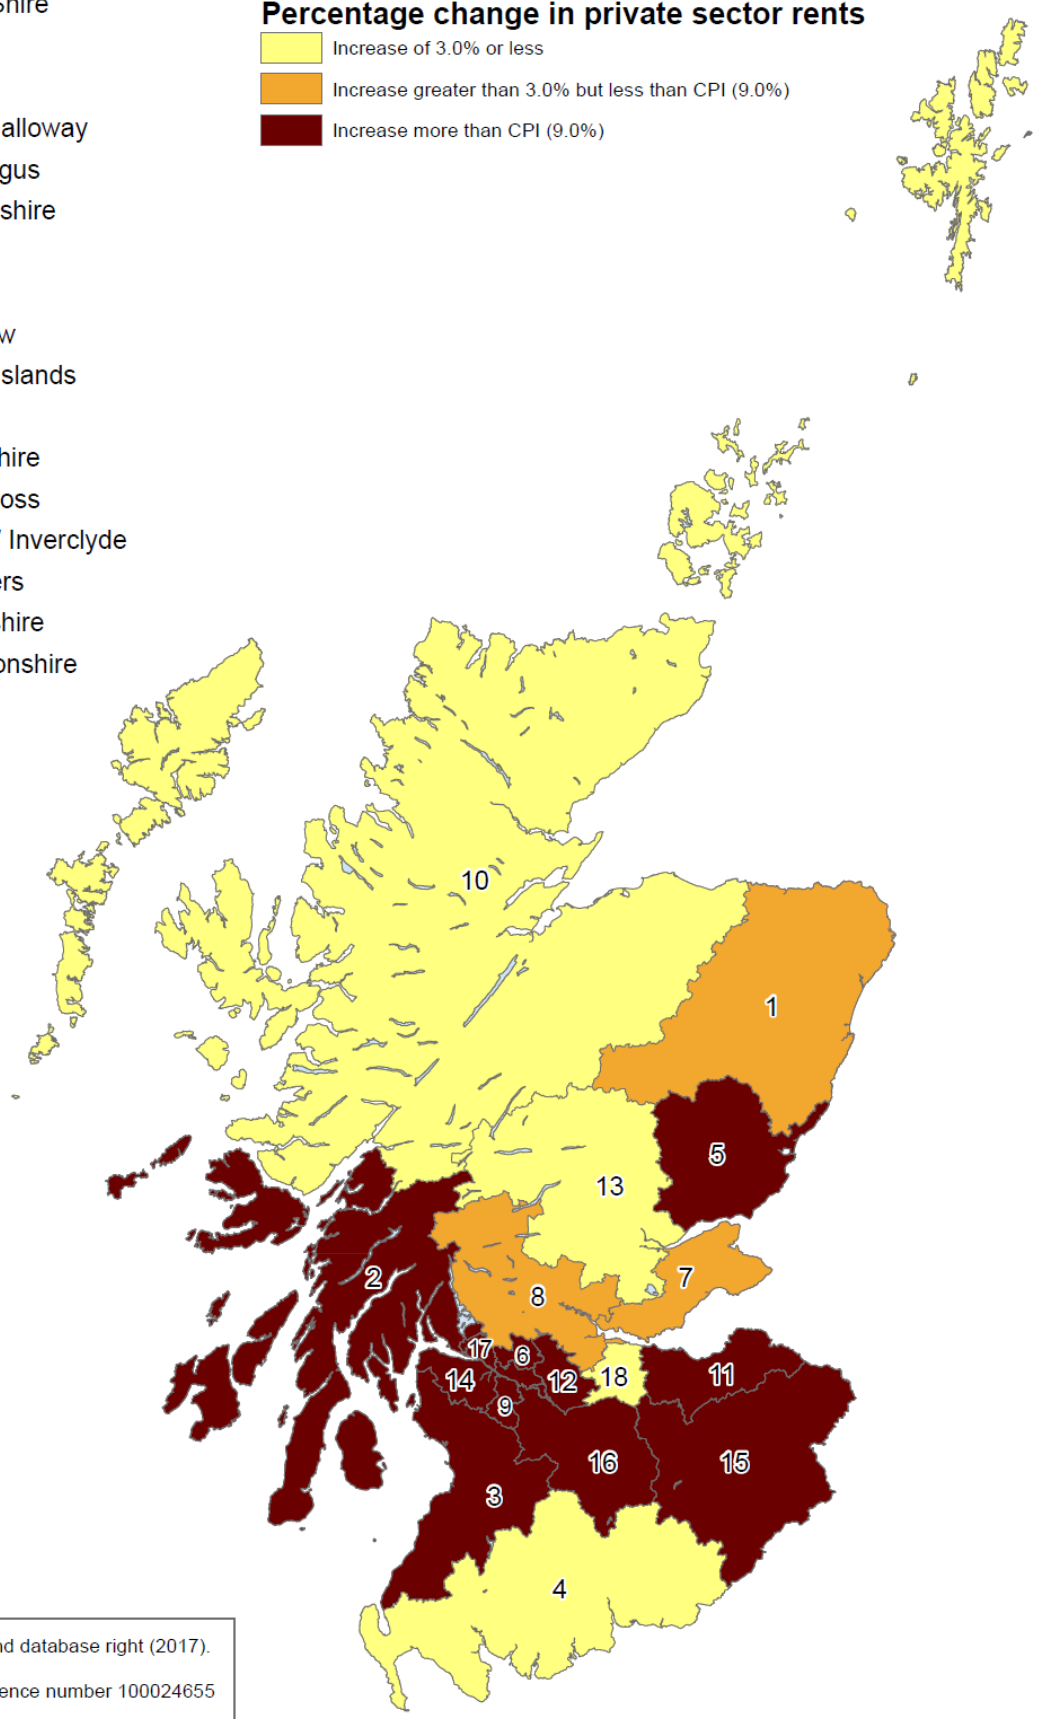 shire
alloway
gus
shire
w
slands
hire
oss
Inverclyde
ers
hire
onshire
Percentage change in private sector rents
Increase of 3.0% or less
Increase greater than 3.0% but less than CPI (9.0%)
Increase more than CPI (9.0%)
10
1
5
13
2
7
8
17
6
18
11
14
12
9
16
15
3
4
nd database right (2017).
ence number 100024655